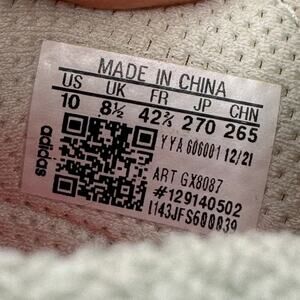 MADE IN CHINA
US UK FR JP CHN
10 8½ 42⅔ 270 265
adidas
YYA 606001 12/21
ART GX8087
#129140502
I143JFS600039